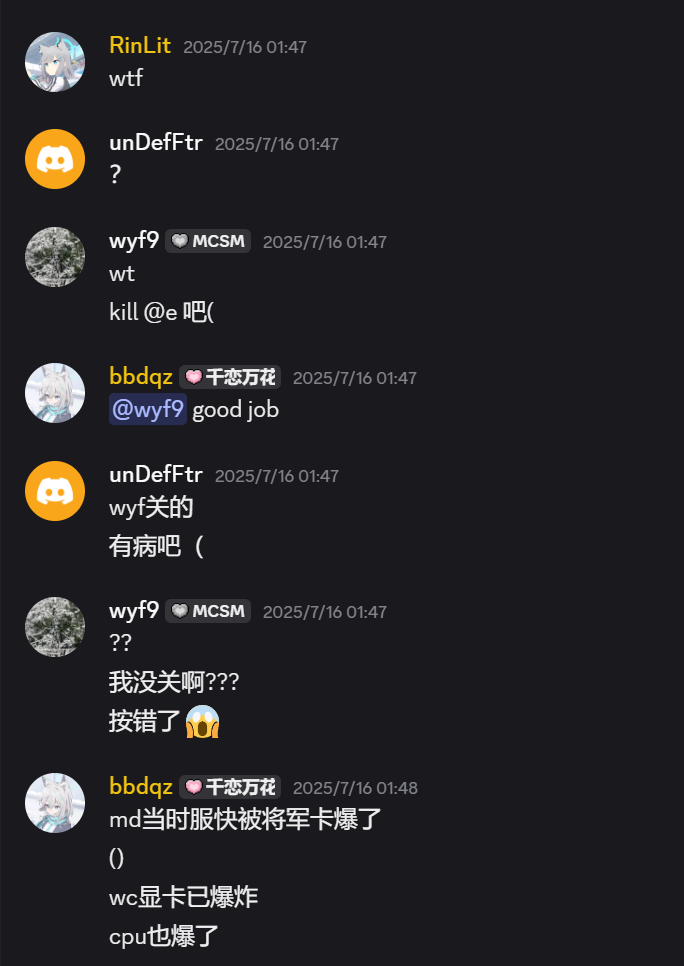 RinLit 2025/7/16 01:47
wtf
unDefFtr 2025/7/16 01:47
?
wyf9 MCSM 2025/7/16 01:47
wt
kill @e 吧(
bbdqz 千恋万花 2025/7/16 01:47
@wyf9 good job
unDefFtr 2025/7/16 01:47
wyf关的
有病吧（
wyf9 MCSM 2025/7/16 01:47
??
我没关啊???
按错了😱
bbdqz 千恋万花 2025/7/16 01:48
md当时服快被将军卡爆了
()
wc显卡已爆炸
cpu也爆了